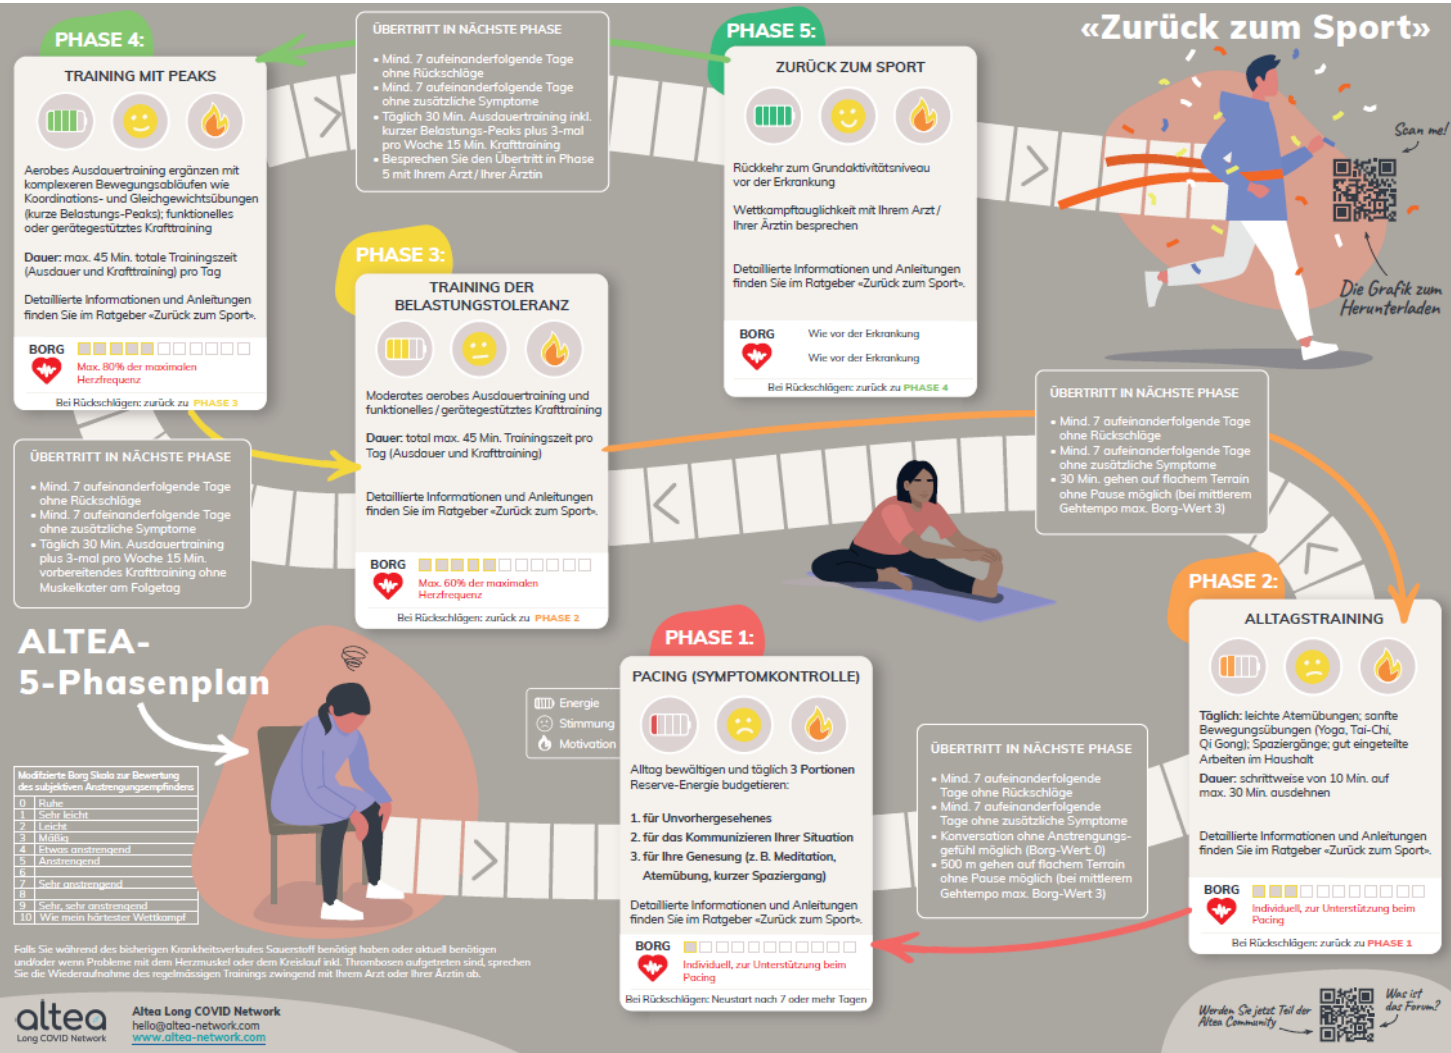 «Zurück zum Sport»
PHASE 4:
TRAINING MIT PEAKS
Aerobes Ausdauertraining ergänzen mit
komplexeren Bewegungsabläufen wie
Koordinations- und Gleichgewichtsübungen
(kurze Belastungs-Peaks); funktionelles
oder gerätegestütztes Krafttraining
Dauer: max. 45 Min. totale Trainingszeit
(Ausdauer und Krafttraining) pro Tag
Detaillierte Informationen und Anleitungen
finden Sie im Ratgeber «Zurück zum Sport».
BORG
Max. 80% der maximalen
Herzfrequenz
Bei Rückschlägen: zurück zu PHASE 3
ÜBERTRITT IN NÄCHSTE PHASE
• Mind. 7 aufeinanderfolgende Tage
ohne Rückschläge
• Mind. 7 aufeinanderfolgende Tage
ohne zusätzliche Symptome
• Täglich 30 Min. Ausdauertraining inkl.
kurzer Belastungs-Peaks plus 3-mal
pro Woche 15 Min. Krafttraining
• Besprechen Sie den Übertritt in Phase
5 mit Ihrem Arzt / Ihrer Ärztin
PHASE 5:
ZURÜCK ZUM SPORT
Rückkehr zum Grundaktivitätsniveau
vor der Erkrankung
Wettkampftauglichkeit mit Ihrem Arzt /
Ihrer Ärztin besprechen
Detaillierte Informationen und Anleitungen
finden Sie im Ratgeber «Zurück zum Sport».
BORG
Wie vor der Erkrankung
Wie vor der Erkrankung
Bei Rückschlägen: zurück zu PHASE 4
Scan me!
Die Grafik zum
Herunterladen
PHASE 3:
TRAINING DER
BELASTUNGSTOLERANZ
Moderates aerobes Ausdauertraining und
funktionelles / gerätegestütztes Krafttraining
Dauer: total max. 45 Min. Trainingszeit pro
Tag (Ausdauer und Krafttraining)
Detaillierte Informationen und Anleitungen
finden Sie im Ratgeber «Zurück zum Sport».
BORG
Max. 60% der maximalen
Herzfrequenz
Bei Rückschlägen: zurück zu PHASE 2
ÜBERTRITT IN NÄCHSTE PHASE
• Mind. 7 aufeinanderfolgende Tage
ohne Rückschläge
• Mind. 7 aufeinanderfolgende Tage
ohne zusätzliche Symptome
• Täglich 30 Min. Ausdauertraining
plus 3-mal pro Woche 15 Min.
vorbereitendes Krafttraining ohne
Muskelkater am Folgetag
ÜBERTRITT IN NÄCHSTE PHASE
• Mind. 7 aufeinanderfolgende Tage
ohne Rückschläge
• Mind. 7 aufeinanderfolgende Tage
ohne zusätzliche Symptome
• 30 Min. gehen auf flachem Terrain
ohne Pause möglich (bei mittlerem
Gehtempo max. Borg-Wert 3)
PHASE 2:
ALLTAGSTRAINING
Täglich: leichte Atemübungen; sanfte
Bewegungsübungen (Yoga, Tai-Chi,
Qi Gong); Spaziergänge; gut eingeteilte
Arbeiten im Haushalt
Dauer: schrittweise von 10 Min. auf
max. 30 Min. ausdehnen
Detaillierte Informationen und Anleitungen
finden Sie im Ratgeber «Zurück zum Sport».
BORG
Individuell, zur Unterstützung beim
Pacing
Bei Rückschlägen: zurück zu PHASE 1
ALTEA-
5-Phasenplan
Energie
Stimmung
Motivation
PHASE 1:
PACING (SYMPTOMKONTROLLE)
Alltag bewältigen und täglich 3 Portionen
Reserve-Energie budgetieren:
1. für Unvorhergesehenes
2. für das Kommunizieren Ihrer Situation
3. für Ihre Genesung (z. B. Meditation,
Atemübung, kurzer Spaziergang)
Detaillierte Informationen und Anleitungen
finden Sie im Ratgeber «Zurück zum Sport».
BORG
Individuell, zur Unterstützung beim
Pacing
Bei Rückschlägen: Neustart nach 7 oder mehr Tagen
ÜBERTRITT IN NÄCHSTE PHASE
• Mind. 7 aufeinanderfolgende
Tage ohne Rückschläge
• Mind. 7 aufeinanderfolgende
Tage ohne zusätzliche Symptome
• Konversation ohne Anstrengungs-
gefühl möglich (Borg-Wert: 0)
• 500 m gehen auf flachem Terrain
ohne Pause möglich (bei mittlerem
Gehtempo max. Borg-Wert 3)
Modifizierte Borg Skala zur Bewertung
des subjektiven Anstrengungsempfindens
0 Ruhe
1 Sehr leicht
2 Leicht
3 Mäßig
4 Etwas anstrengend
5 Anstrengend
6
7 Sehr anstrengend
8
9 Sehr, sehr anstrengend
10 Wie mein härtester Wettkampf
Falls Sie während des bisherigen Krankheitsverkaufes Sauerstoff benötigt haben oder aktuell benötigen
und/oder wenn Probleme mit dem Herzmuskel oder dem Kreislauf inkl. Thrombosen aufgetreten sind, sprechen
Sie die Wiederaufnahme des regelmässigen Trainings zwingend mit Ihrem Arzt oder Ihrer Ärztin ab.
altea
Long COVID Network
Altea Long COVID Network
hello@altea-network.com
www.altea-network.com
Werden Sie jetzt Teil der
Altea Community
Was ist
das Forum?